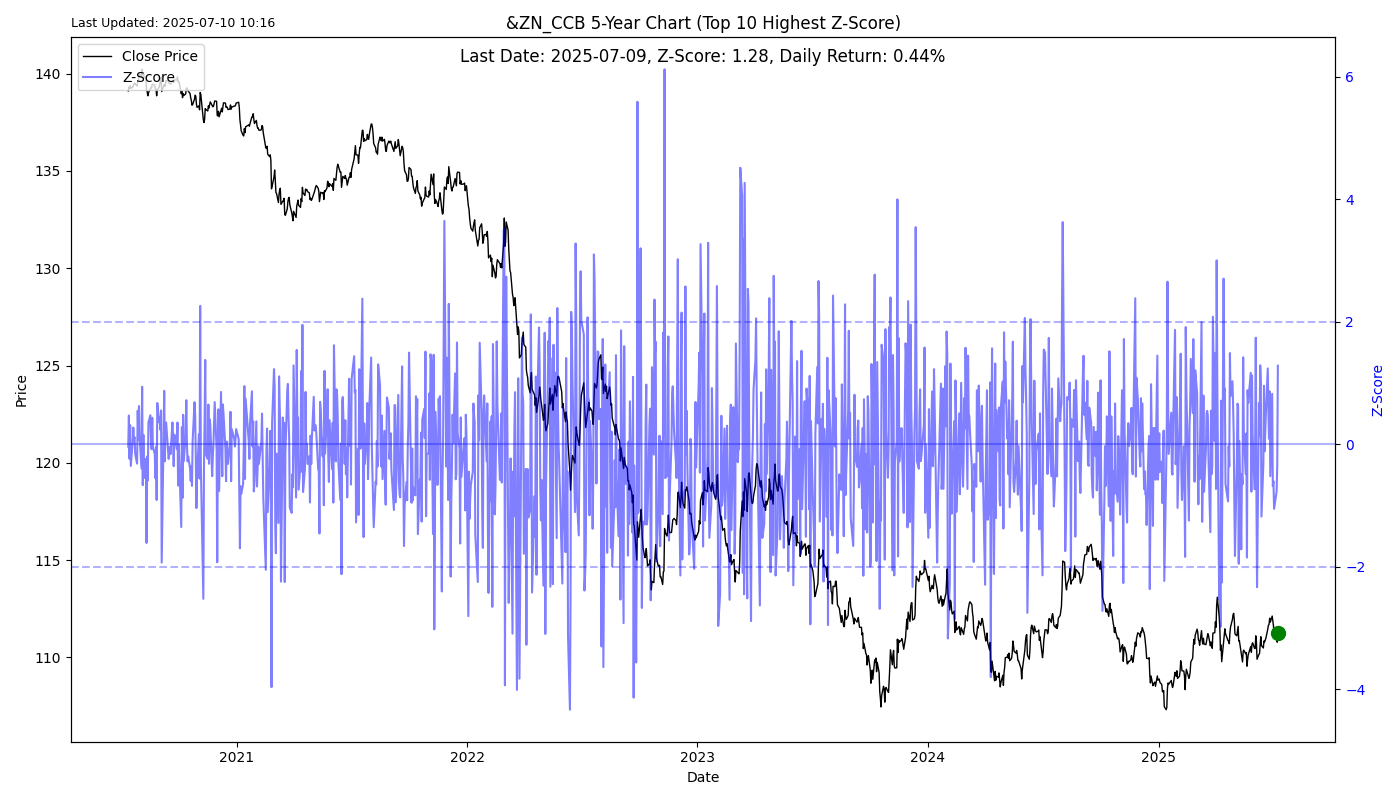 Last Updated: 2025-07-10 10:16
&ZN_CCB 5-Year Chart (Top 10 Highest Z-Score)
Last Date: 2025-07-09, Z-Score: 1.28, Daily Return: 0.44%
Close Price
Z-Score
140
135
130
125
120
115
110
Price
6
4
2
0
−2
−4
Z-Score
2021
2022
2023
2024
2025
Date